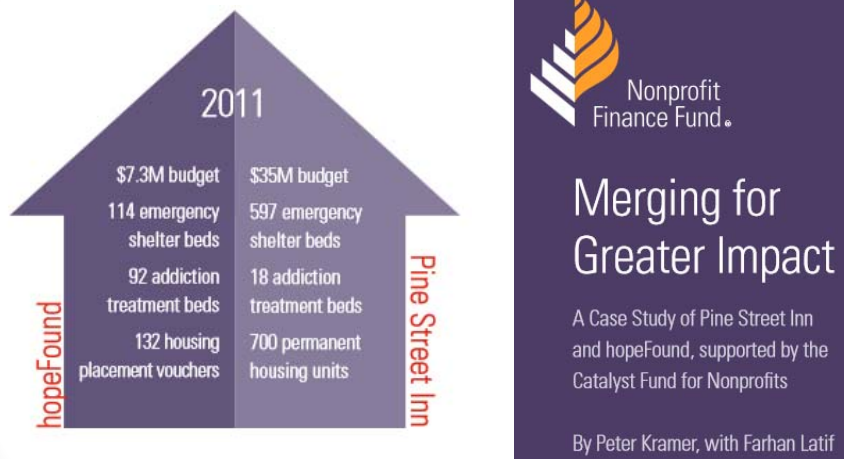 2011
$7.3M budget
114 emergency
shelter beds
92 addiction
treatment beds
132 housing
placement vouchers
$35M budget
597 emergency
shelter beds
18 addiction
treatment beds
700 permanent
housing units
hopeFound
Pine Street Inn
Nonprofit
Finance Fund®
Merging for
Greater Impact
A Case Study of Pine Street Inn
and hopeFound, supported by the
Catalyst Fund for Nonprofits
By Peter Kramer, with Farhan Latif